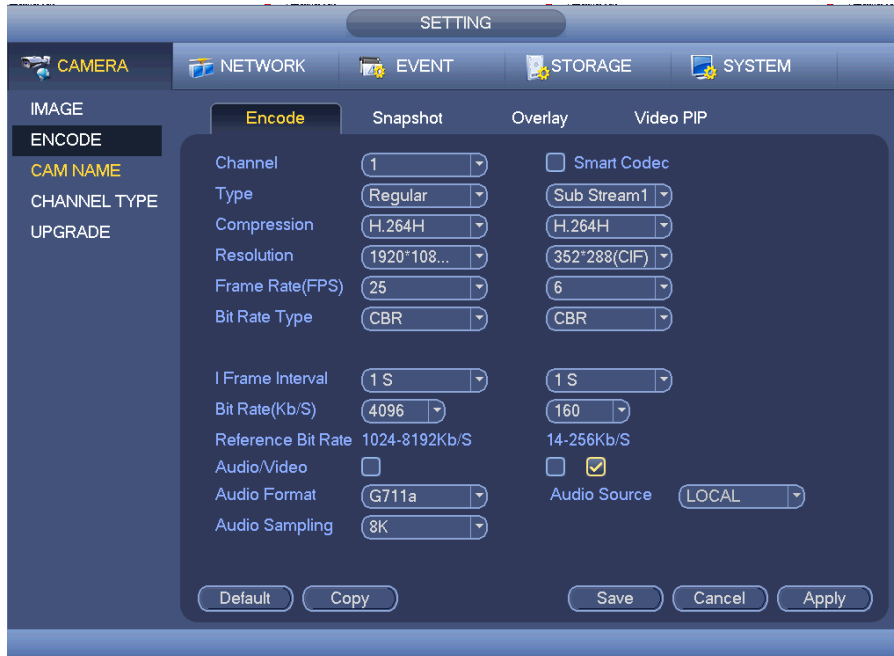 SETTING
CAMERA NETWORK EVENT STORAGE SYSTEM
IMAGE
ENCODE
CAM NAME
CHANNEL TYPE
UPGRADE
Encode Snapshot Overlay Video PIP
Channel 1 Smart Codec
Type Regular Sub Stream1
Compression H.264H H.264H
Resolution 1920*108... 352*288(CIF)
Frame Rate(FPS) 25 6
Bit Rate Type CBR CBR
I Frame Interval 1 S 1 S
Bit Rate(Kb/S) 4096 160
Reference Bit Rate 1024-8192Kb/S 14-256Kb/S
Audio/Video
Audio Format G711a Audio Source LOCAL
Audio Sampling 8K
Default Copy Save Cancel Apply